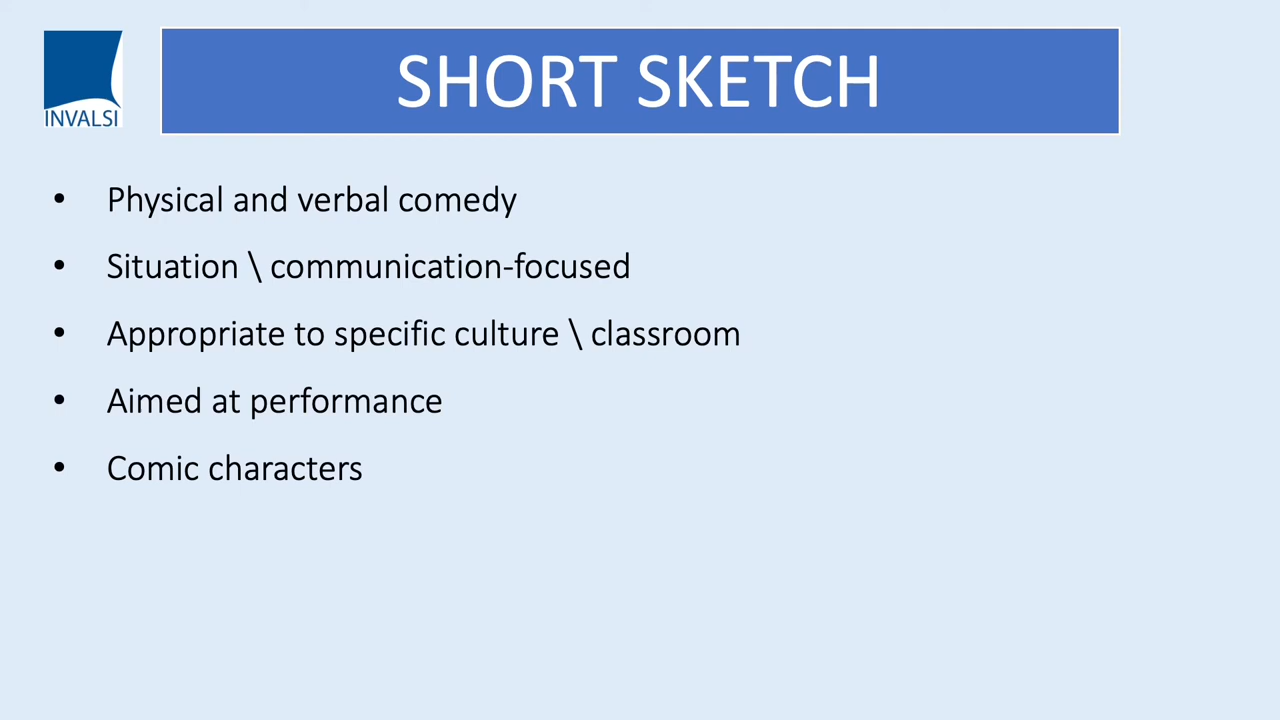 INVALSI
SHORT SKETCH
• Physical and verbal comedy
• Situation \ communication-focused
• Appropriate to specific culture \ classroom
• Aimed at performance
• Comic characters